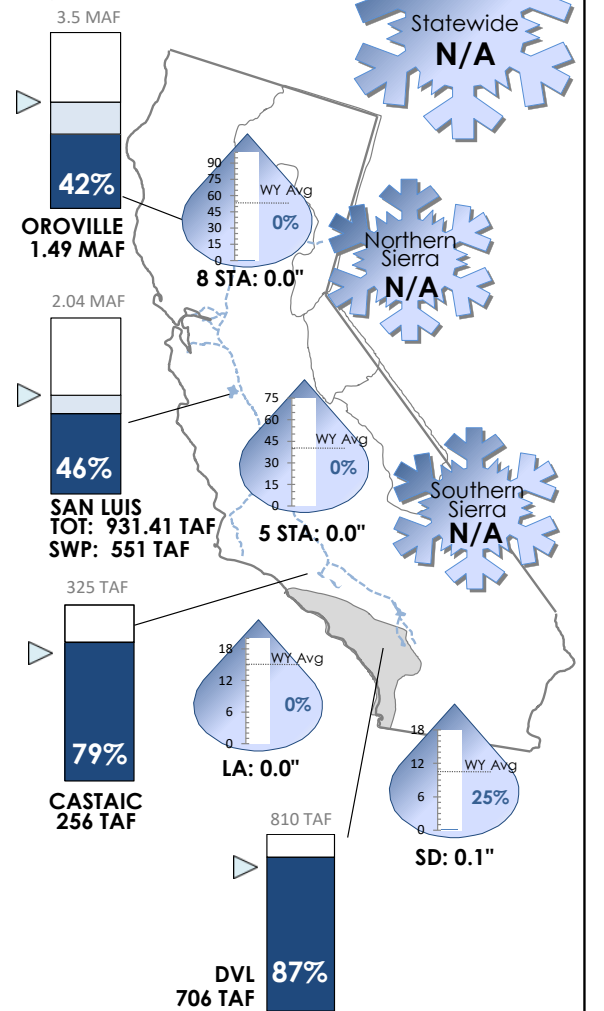 3.5 MAF
42%
OROVILLE
1.49 MAF
Statewide
N/A
90
75
60
45
30
15
0
WY Avg
0%
8 STA: 0.0"
Northern
Sierra
N/A
2.04 MAF
46%
SAN LUIS
TOT: 931.41 TAF
SWP: 551 TAF
75
60
45
30
15
0
WY Avg
0%
5 STA: 0.0"
Southern
Sierra
N/A
325 TAF
79%
CASTAIC
256 TAF
18
12
6
0
WY Avg
0%
LA: 0.0"
18
12
6
0
WY Avg
25%
SD: 0.1"
810 TAF
87%
DVL
706 TAF